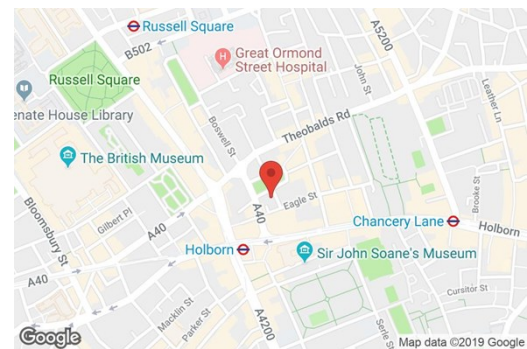 Russell Square
B502
A5200
Great Ormond
Street Hospital
John St
Leather Ln
Russell Square
enate House Library
Boswell St
Theobalds Rd
The British Museum
Gilbert Pl
A40
Eagle St
Brooke St
Bloomsbury St
A40
Chancery Lane
Holborn
Holborn
Sir John Soane's Museum
A40
Cursitor St
Macklin St
Parker St
A4200
Serle St
Google
Map data ©2019 Google